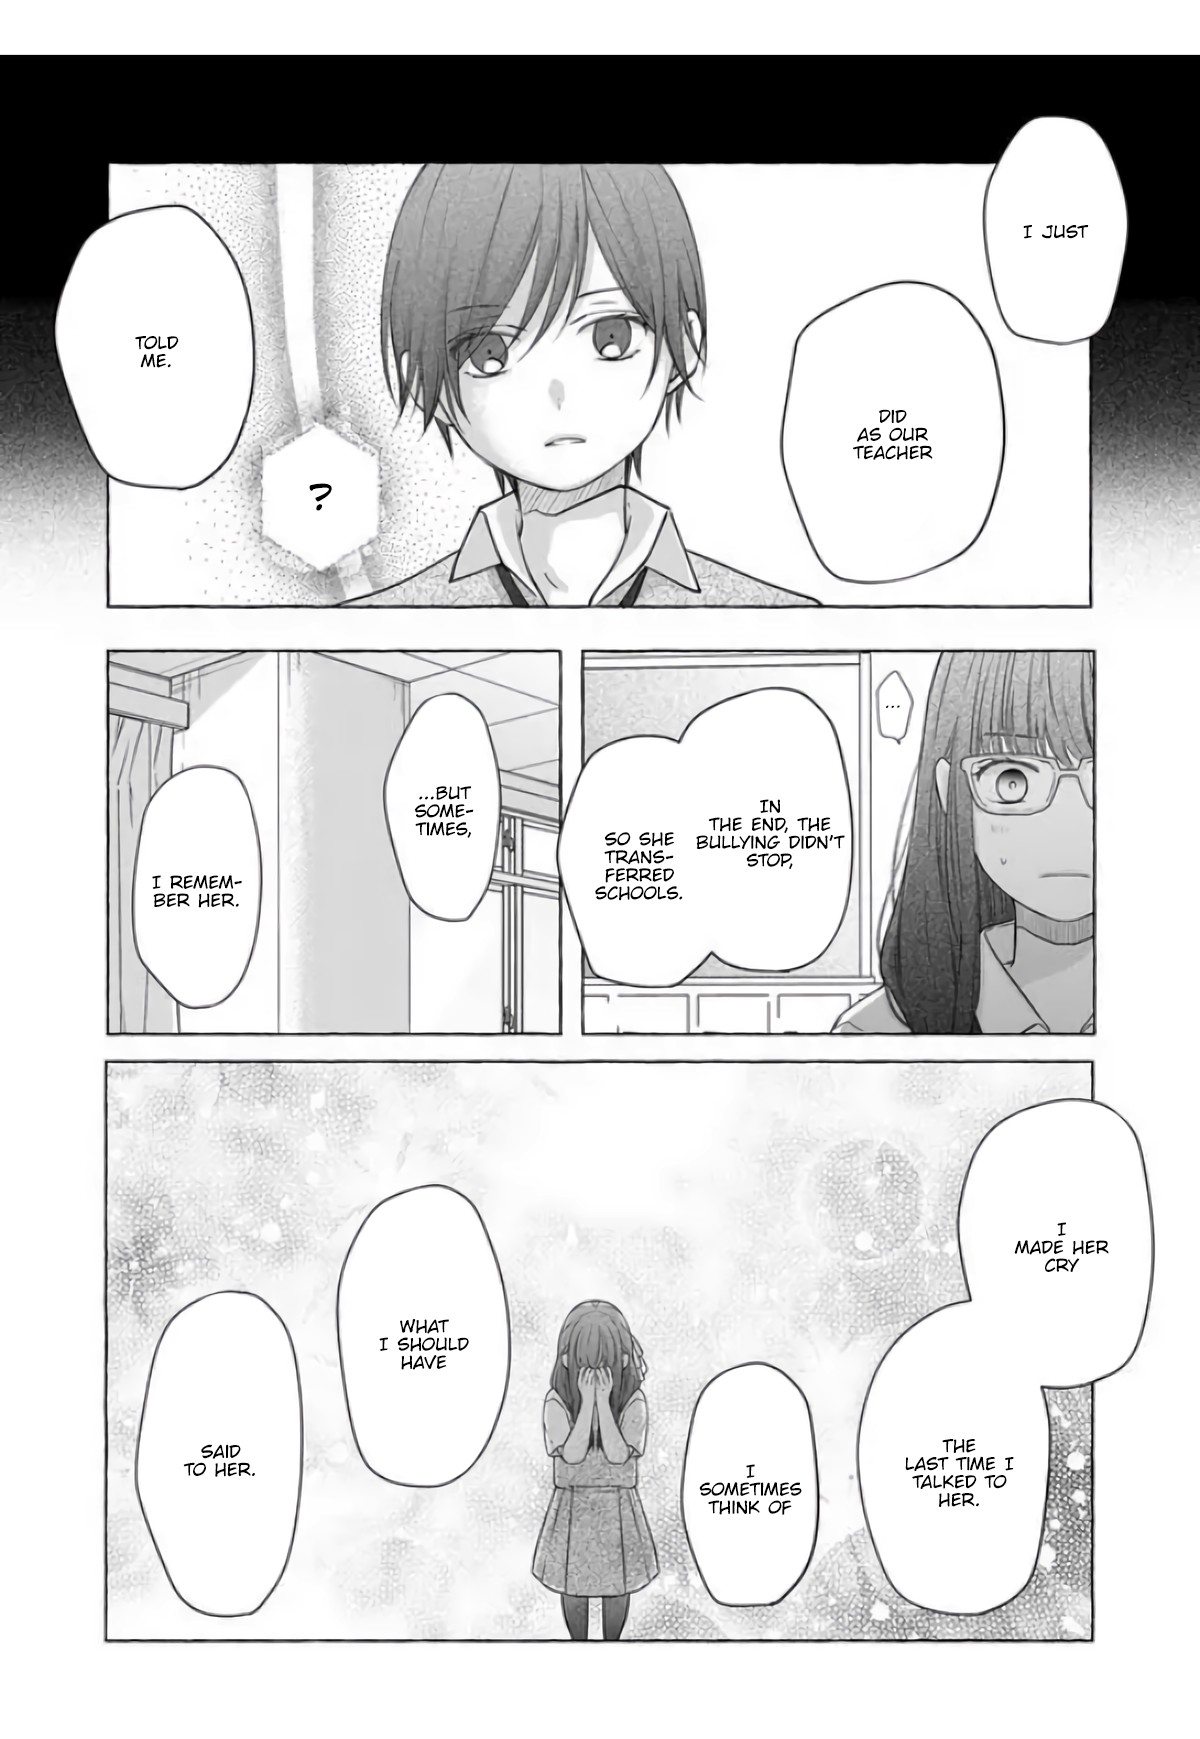 I JUST
DID
AS OUR
TEACHER
TOLD
ME.
?
...
IN
THE END, THE
BULLYING DIDN'T
STOP,
SO SHE
TRANS-
FERRED
SCHOOLS.
...BUT
SOME-
TIMES,
I REMEM-
BER HER.
I
MADE HER
CRY
THE
LAST TIME I
TALKED TO
HER.
I
SOMETIMES
THINK OF
WHAT
I SHOULD
HAVE
SAID
TO HER.